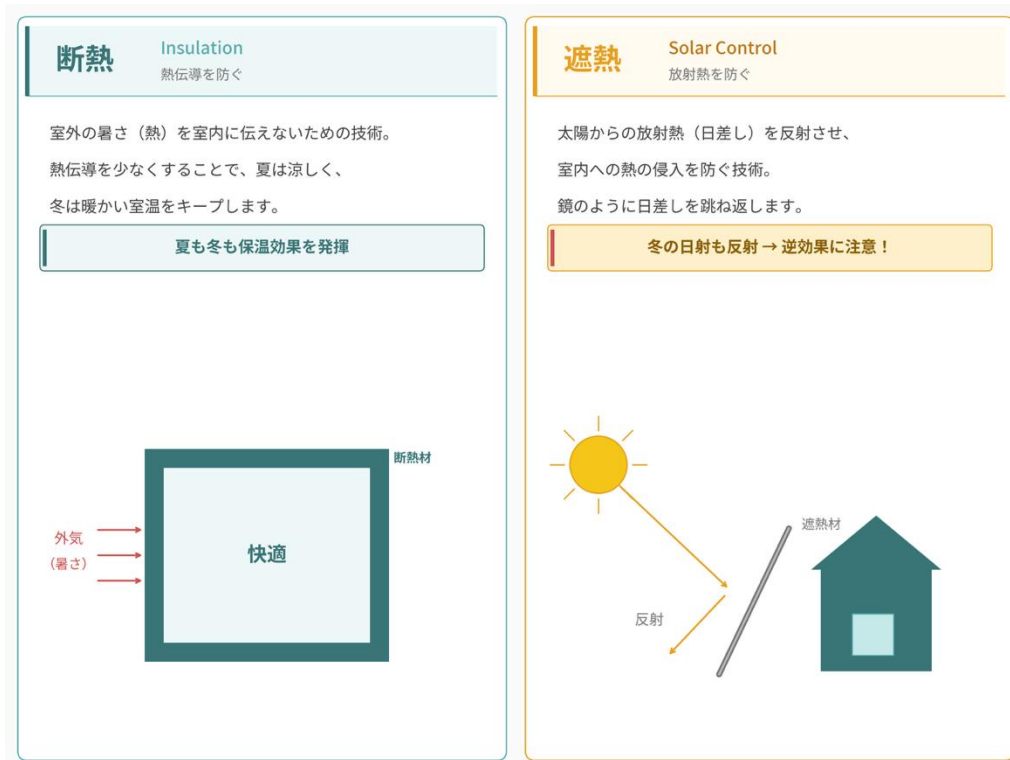 断熱
Insulation
熱伝導を防ぐ
室外の暑さ（熱）を室内に伝えないための技術。
熱伝導を少なくすることで、夏は涼しく、
冬は暖かい室温をキープします。
夏も冬も保温効果を発揮
断熱材
外気
（暑さ）
快適
遮熱
Solar Control
放射熱を防ぐ
太陽からの放射熱（日差し）を反射させ、
室内への熱の侵入を防ぐ技術。
鏡のように日差しを跳ね返します。
冬の日射も反射 → 逆効果に注意！
遮熱材
反射